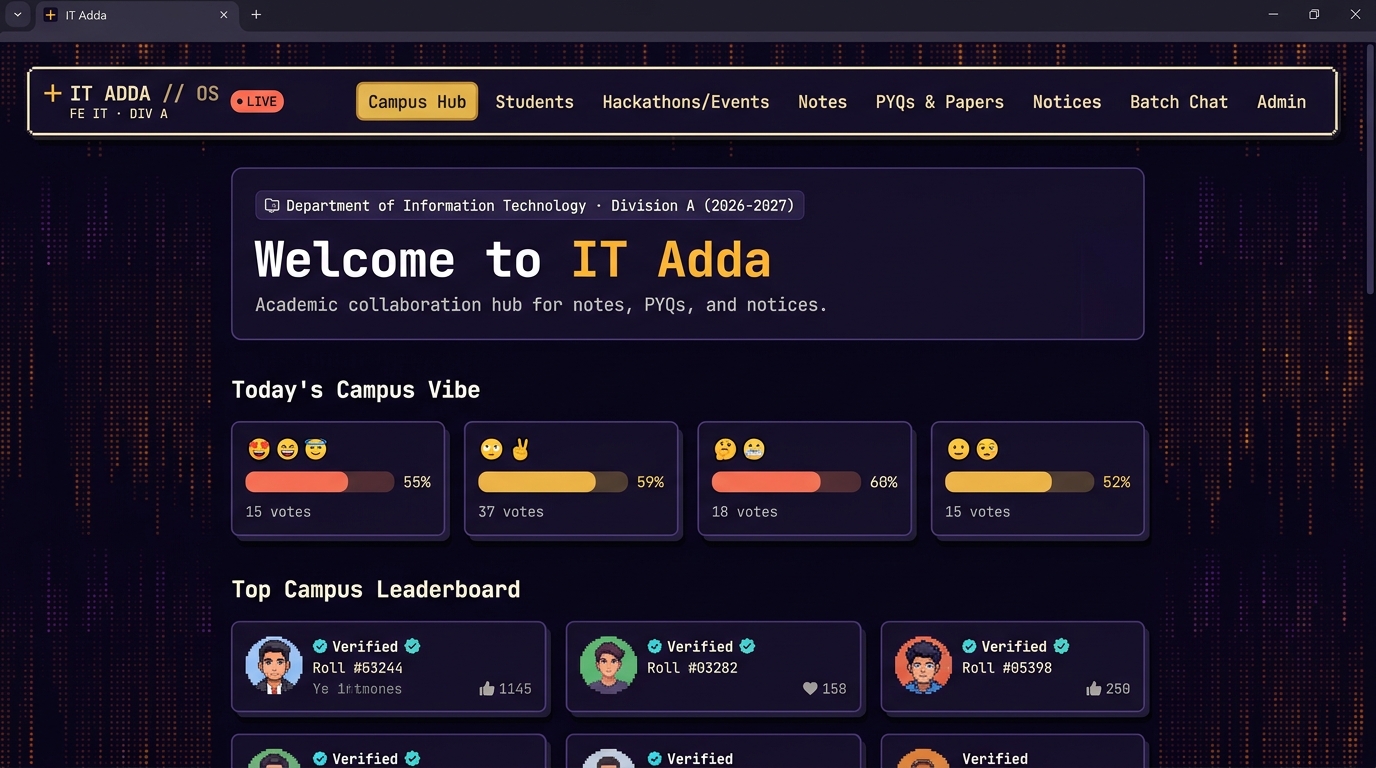 IT Adda
IT ADDA // OS
FE IT · DIV A
LIVE
Campus Hub
Students
Hackathons/Events
Notes
PYQs & Papers
Notices
Batch Chat
Admin
Department of Information Technology · Division A (2026-2027)
Welcome to IT Adda
Academic collaboration hub for notes, PYQs, and notices.
Today's Campus Vibe
55%
15 votes
59%
37 votes
60%
18 votes
52%
15 votes
Top Campus Leaderboard
Verified
Roll #63244
1145
Verified
Roll #03282
158
Verified
Roll #05398
250
Verified
Verified
Verified